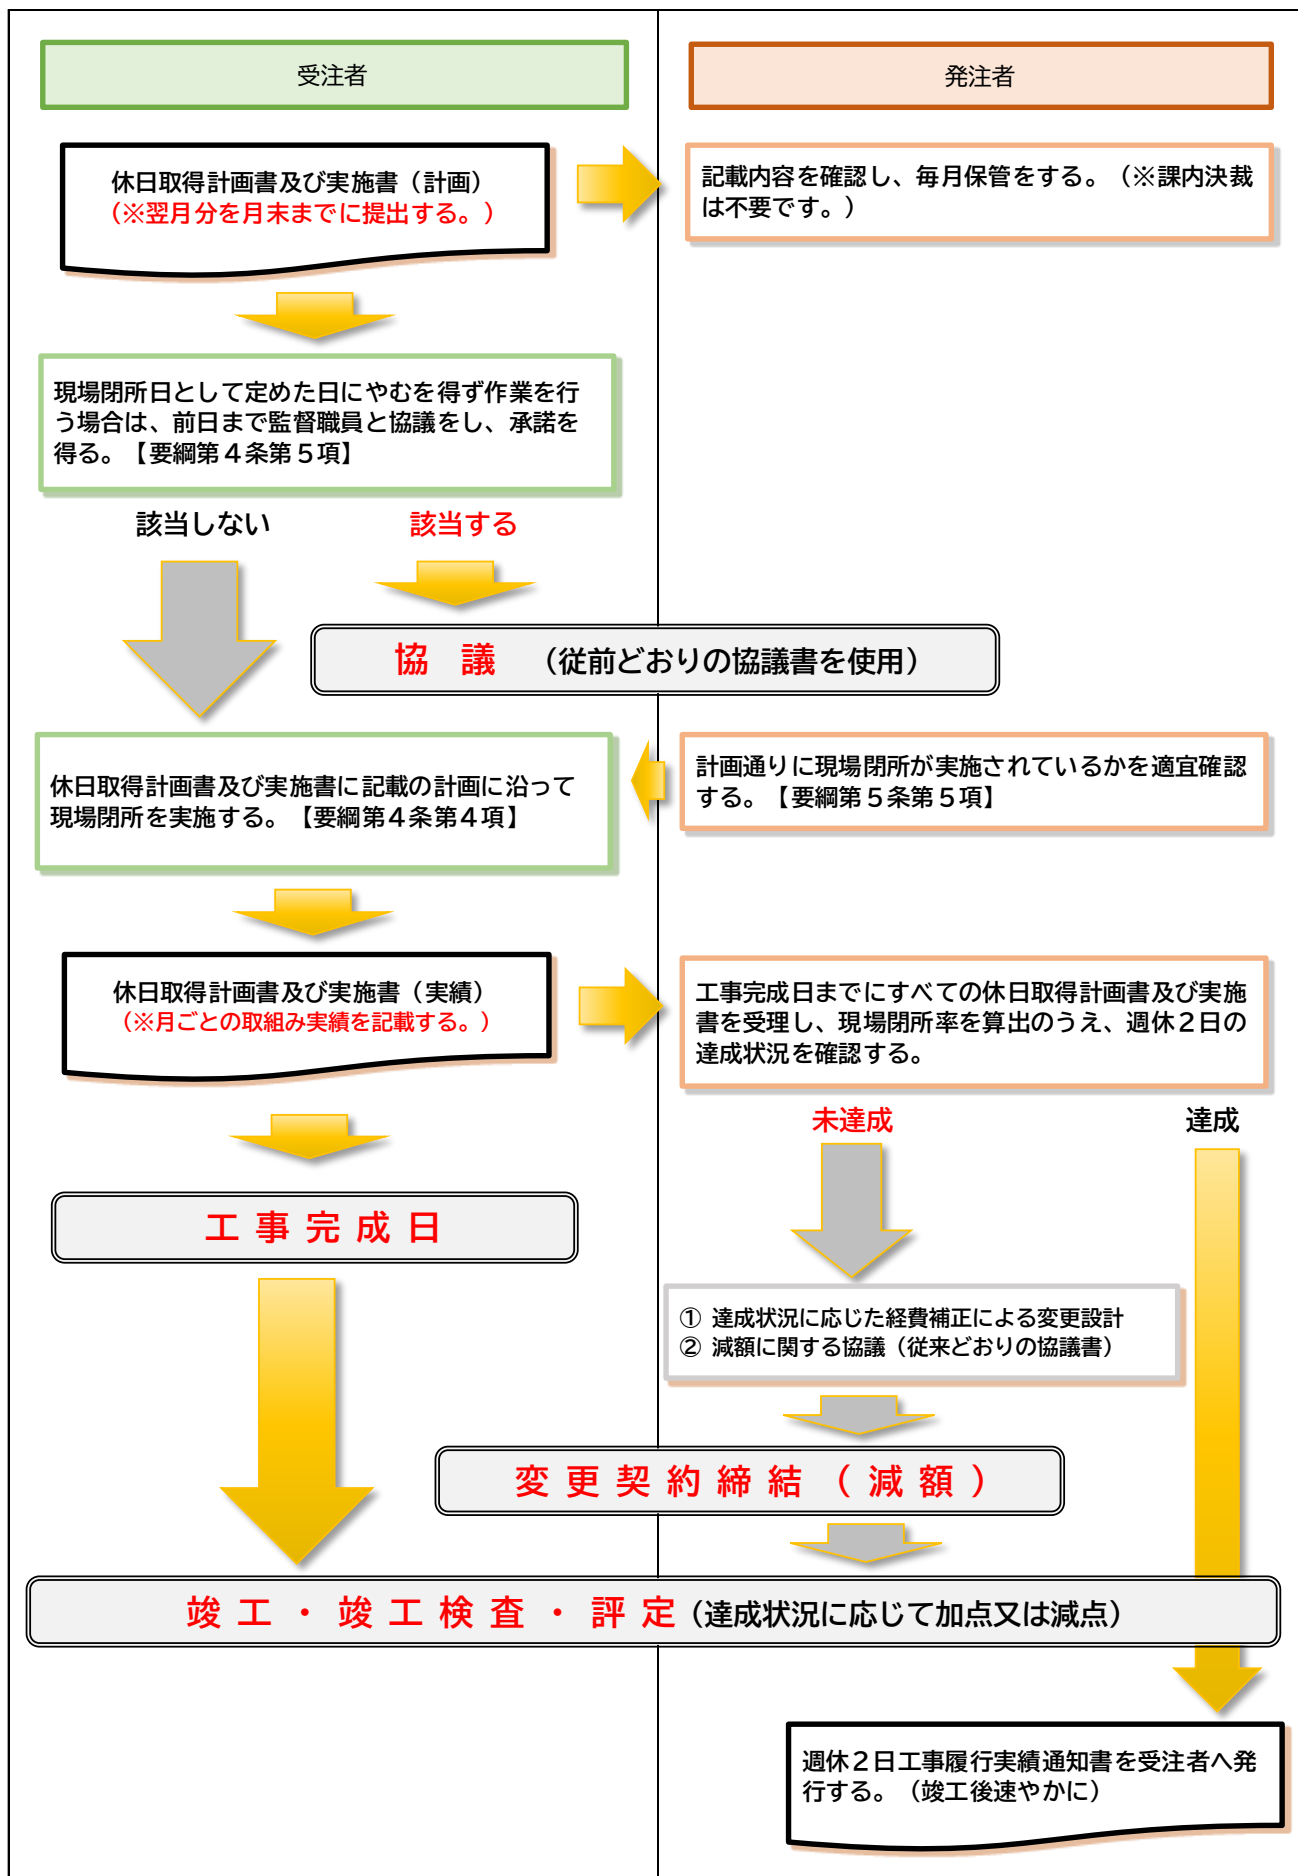 受注者
発注者
休日取得計画書及び実施書（計画）
（※翌月分を月末までに提出する。）
記載内容を確認し、毎月保管をする。（※課内決裁
は不要です。）
現場閉所日として定めた日にやむを得ず作業を行
う場合は、前日まで監督職員と協議をし、承諾を
得る。【要綱第４条第５項】
該当しない
該当する
協　議　（従前どおりの協議書を使用）
休日取得計画書及び実施書に記載の計画に沿って
現場閉所を実施する。【要綱第４条第４項】
計画通りに現場閉所が実施されているかを適宜確認
する。【要綱第５条第５項】
休日取得計画書及び実施書（実績）
（※月ごとの取組み実績を記載する。）
工事完成日までにすべての休日取得計画書及び実施
書を受理し、現場閉所率を算出のうえ、週休２日の
達成状況を確認する。
未達成
達成
工 事 完 成 日
① 達成状況に応じた経費補正による変更設計
② 減額に関する協議（従来どおりの協議書）
変 更 契 約 締 結 （ 減 額 ）
竣 工 ・ 竣 工 検 査 ・ 評 定（達成状況に応じて加点又は減点）
週休２日工事履行実績通知書を受注者へ発
行する。（竣工後速やかに）